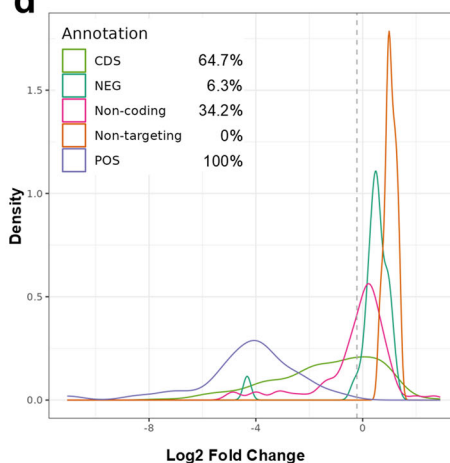 d
Annotation
CDS 64.7%
NEG 6.3%
Non-coding 34.2%
Non-targeting 0%
POS 100%
1.5
1.0
0.5
0.0
Density
-8 -4 0
Log2 Fold Change